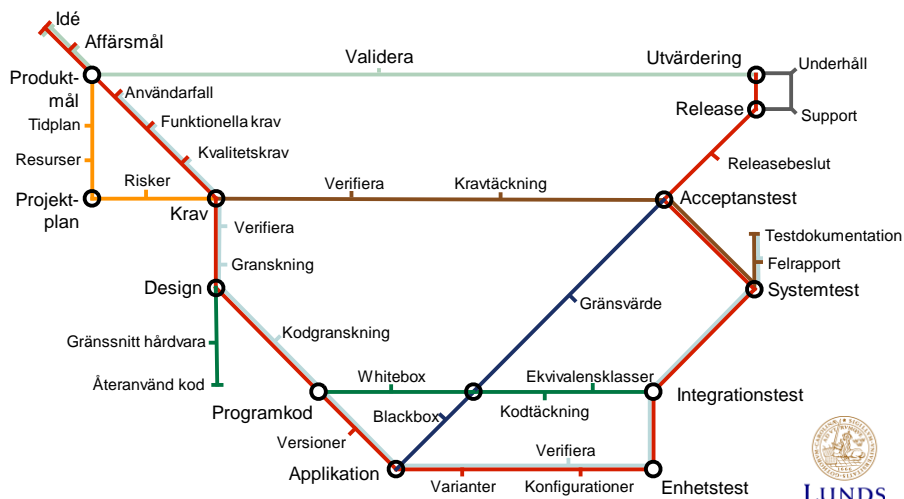 Idé
Affärsmål
Validera
Utvärdering
Underhåll
Produkt-
mål
Användarfall
Release
Support
Tidplan
Funktionella krav
Resurser
Kvalitetskrav
Releasebeslut
Risker
Verifiera
Kravtäckning
Acceptanstest
Projekt-
plan
Krav
Verifiera
Testdokumentation
Granskning
Felrapport
Design
Systemtest
Gränsvärde
Kodgranskning
Gränssnitt hårdvara
Whitebox
Ekvivalensklasser
Återanvänd kod
Programkod
Blackbox
Kodtäckning
Integrationstest
Versioner
Verifiera
Applikation
Varianter
Konfigurationer
Enhetstest
LUNDS